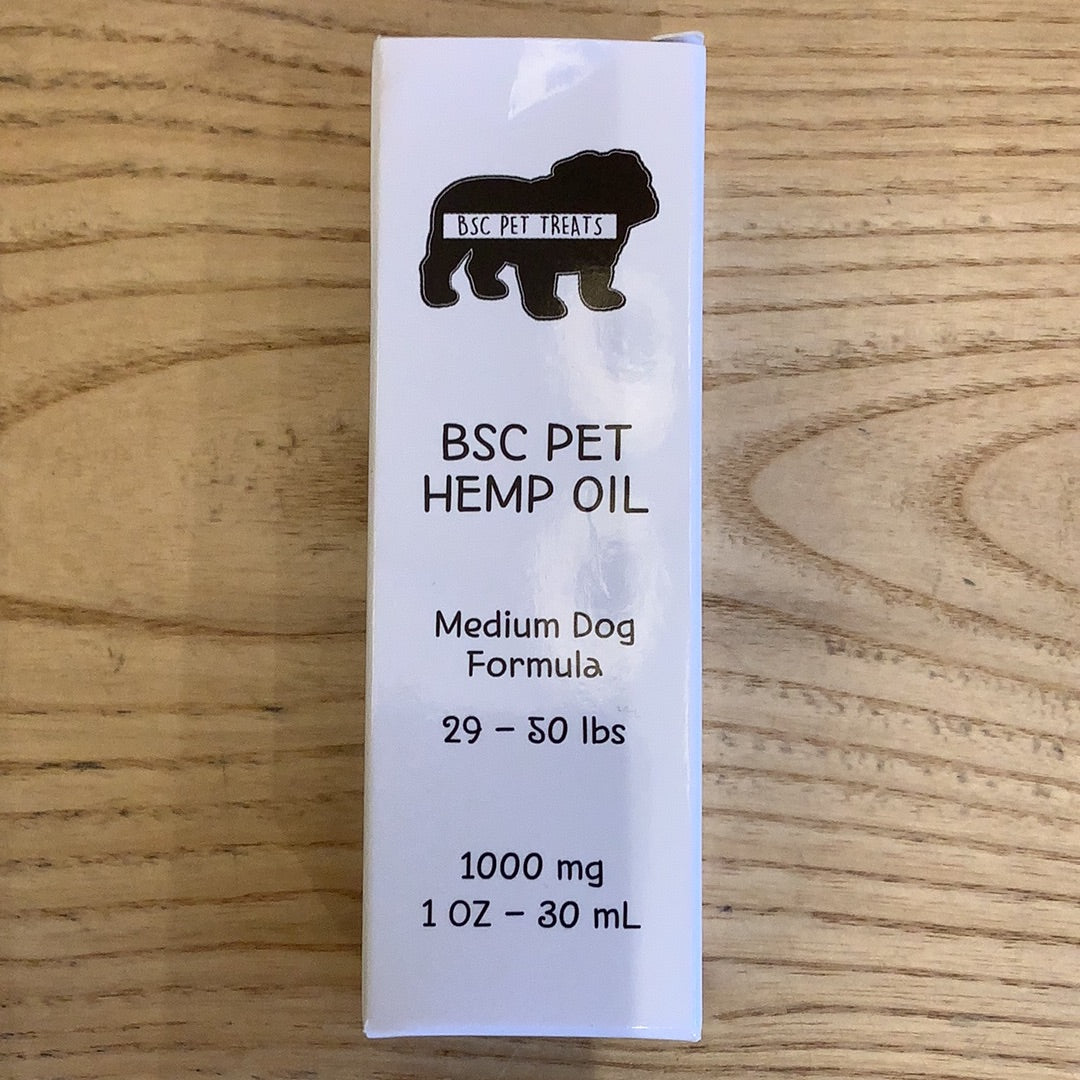 BSC PET TREATS
BSC PET
HEMP OIL
Medium Dog
Formula
29 – 50 lbs
1000 mg
1 OZ – 30 mL